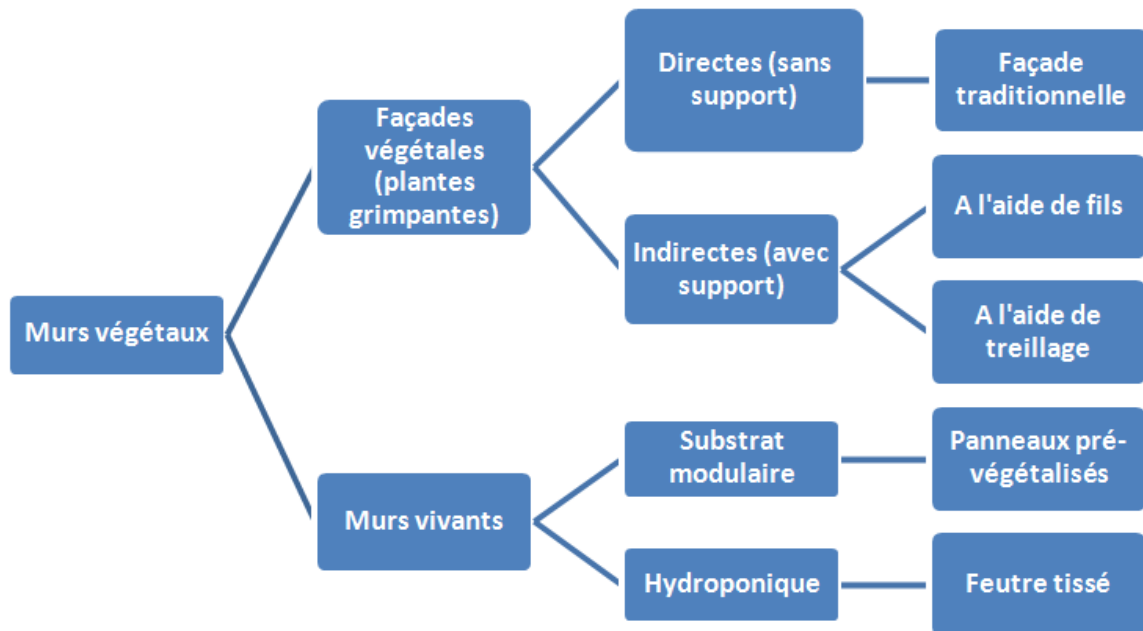 Murs végétaux
Façades
végétales
(plantes
grimpantes)
Directes (sans
support)
Façade
traditionnelle
Indirectes (avec
support)
A l'aide de fils
A l'aide de
treillage
Murs vivants
Substrat
modulaire
Panneaux pré-
végétalisés
Hydroponique
Feutre tissé